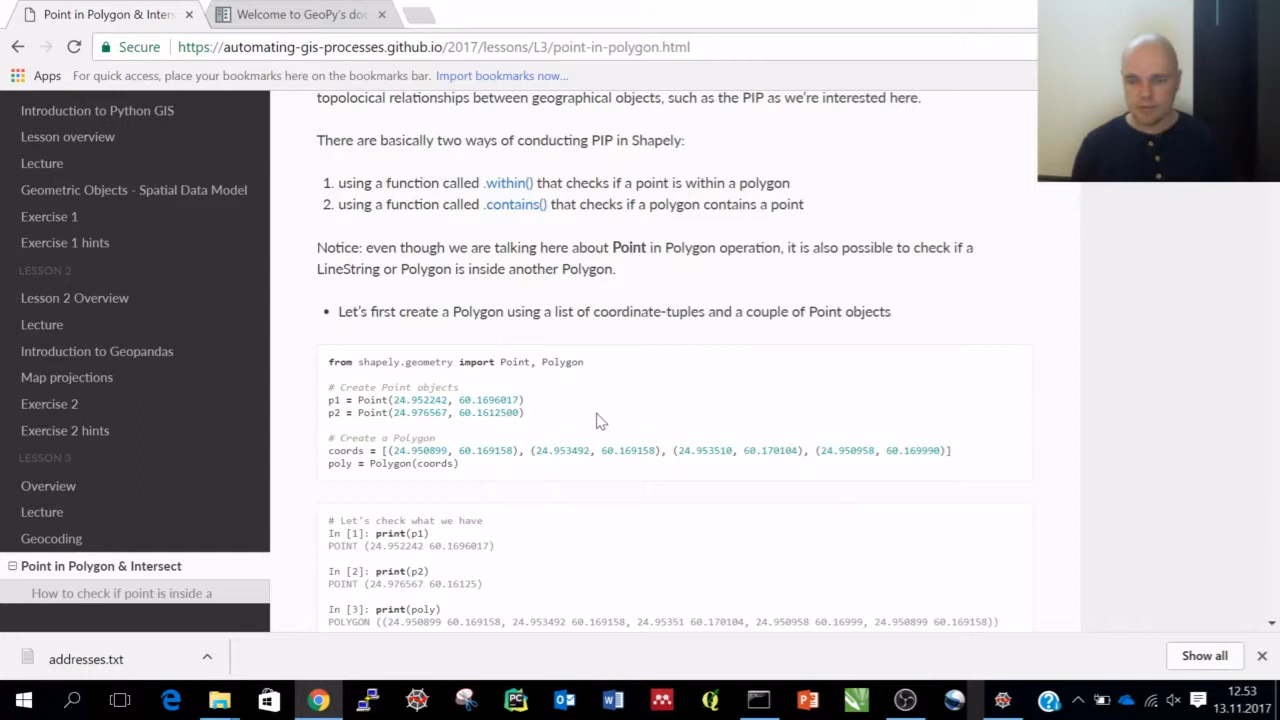 Point in Polygon & Inters
Welcome to GeoPy's doc
Secure https://automating-gis-processes.github.io/2017/lessons/L3/point-in-polygon.html
Apps For quick access, place your bookmarks here on the bookmarks bar. Import bookmarks now...
Introduction to Python GIS
Lesson overview
Lecture
Geometric Objects - Spatial Data Model
Exercise 1
Exercise 1 hints
LESSON 2
Lesson 2 Overview
Lecture
Introduction to Geopandas
Map projections
Exercise 2
Exercise 2 hints
LESSON 3
Overview
Lecture
Geocoding
Point in Polygon & Intersect
How to check if point is inside a
topolocical relationships between geographical objects, such as the PIP as we're interested here.
There are basically two ways of conducting PIP in Shapely:
1. using a function called .within() that checks if a point is within a polygon
2. using a function called .contains() that checks if a polygon contains a point
Notice: even though we are talking here about Point in Polygon operation, it is also possible to check if a
LineString or Polygon is inside another Polygon.
• Let's first create a Polygon using a list of coordinate-tuples and a couple of Point objects
from shapely.geometry import Point, Polygon
# Create Point objects
p1 = Point(24.952242, 60.1696017)
p2 = Point(24.976567, 60.1612500)
# Create a Polygon
coords = [(24.950899, 60.169158), (24.953492, 60.169158), (24.953510, 60.170104), (24.950958, 60.169990)]
poly = Polygon(coords)
# Let's check what we have
In [1]: print(p1)
POINT (24.952242 60.1696017)
In [2]: print(p2)
POINT (24.976567 60.16125)
In [3]: print(poly)
POLYGON ((24.950899 60.169158, 24.953492 60.169158, 24.95351 60.170104, 24.950958 60.16999, 24.950899 60.169158))
addresses.txt
Show all
12.53
13.11.2017